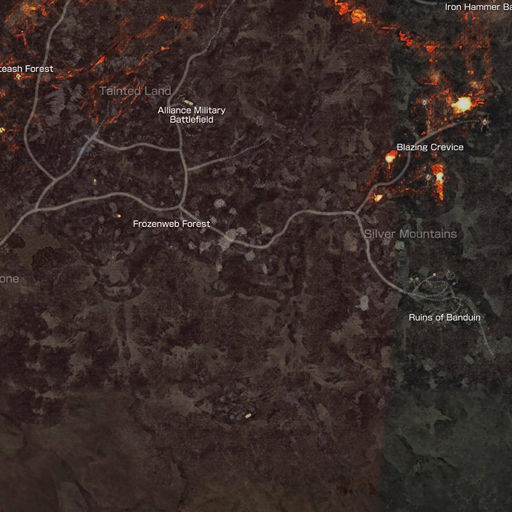 Iron Hammer Ba
teash Forest
Tainted Land
Alliance Military
Battlefield
Blazing Crevice
Frozenweb Forest
Silver Mountains
one
Ruins of Banduin